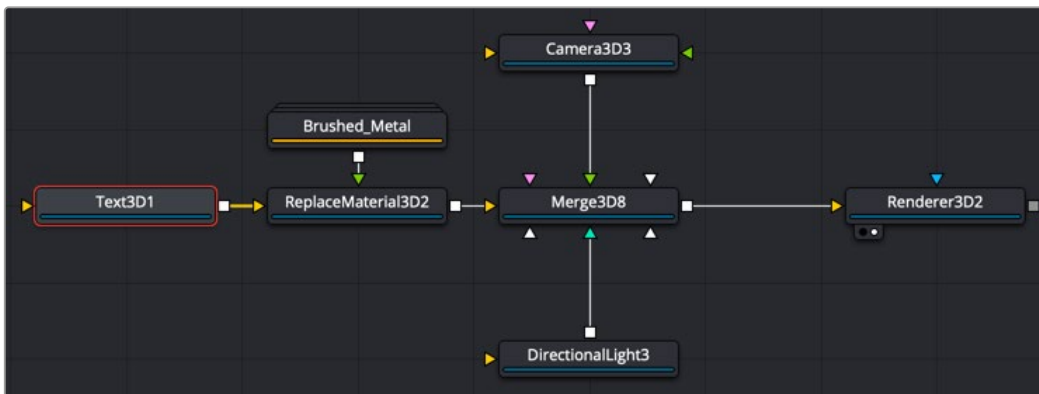 Camera3D3
Brushed_Metal
Text3D1
ReplaceMaterial3D2
Merge3D8
Renderer3D2
DirectionalLight3